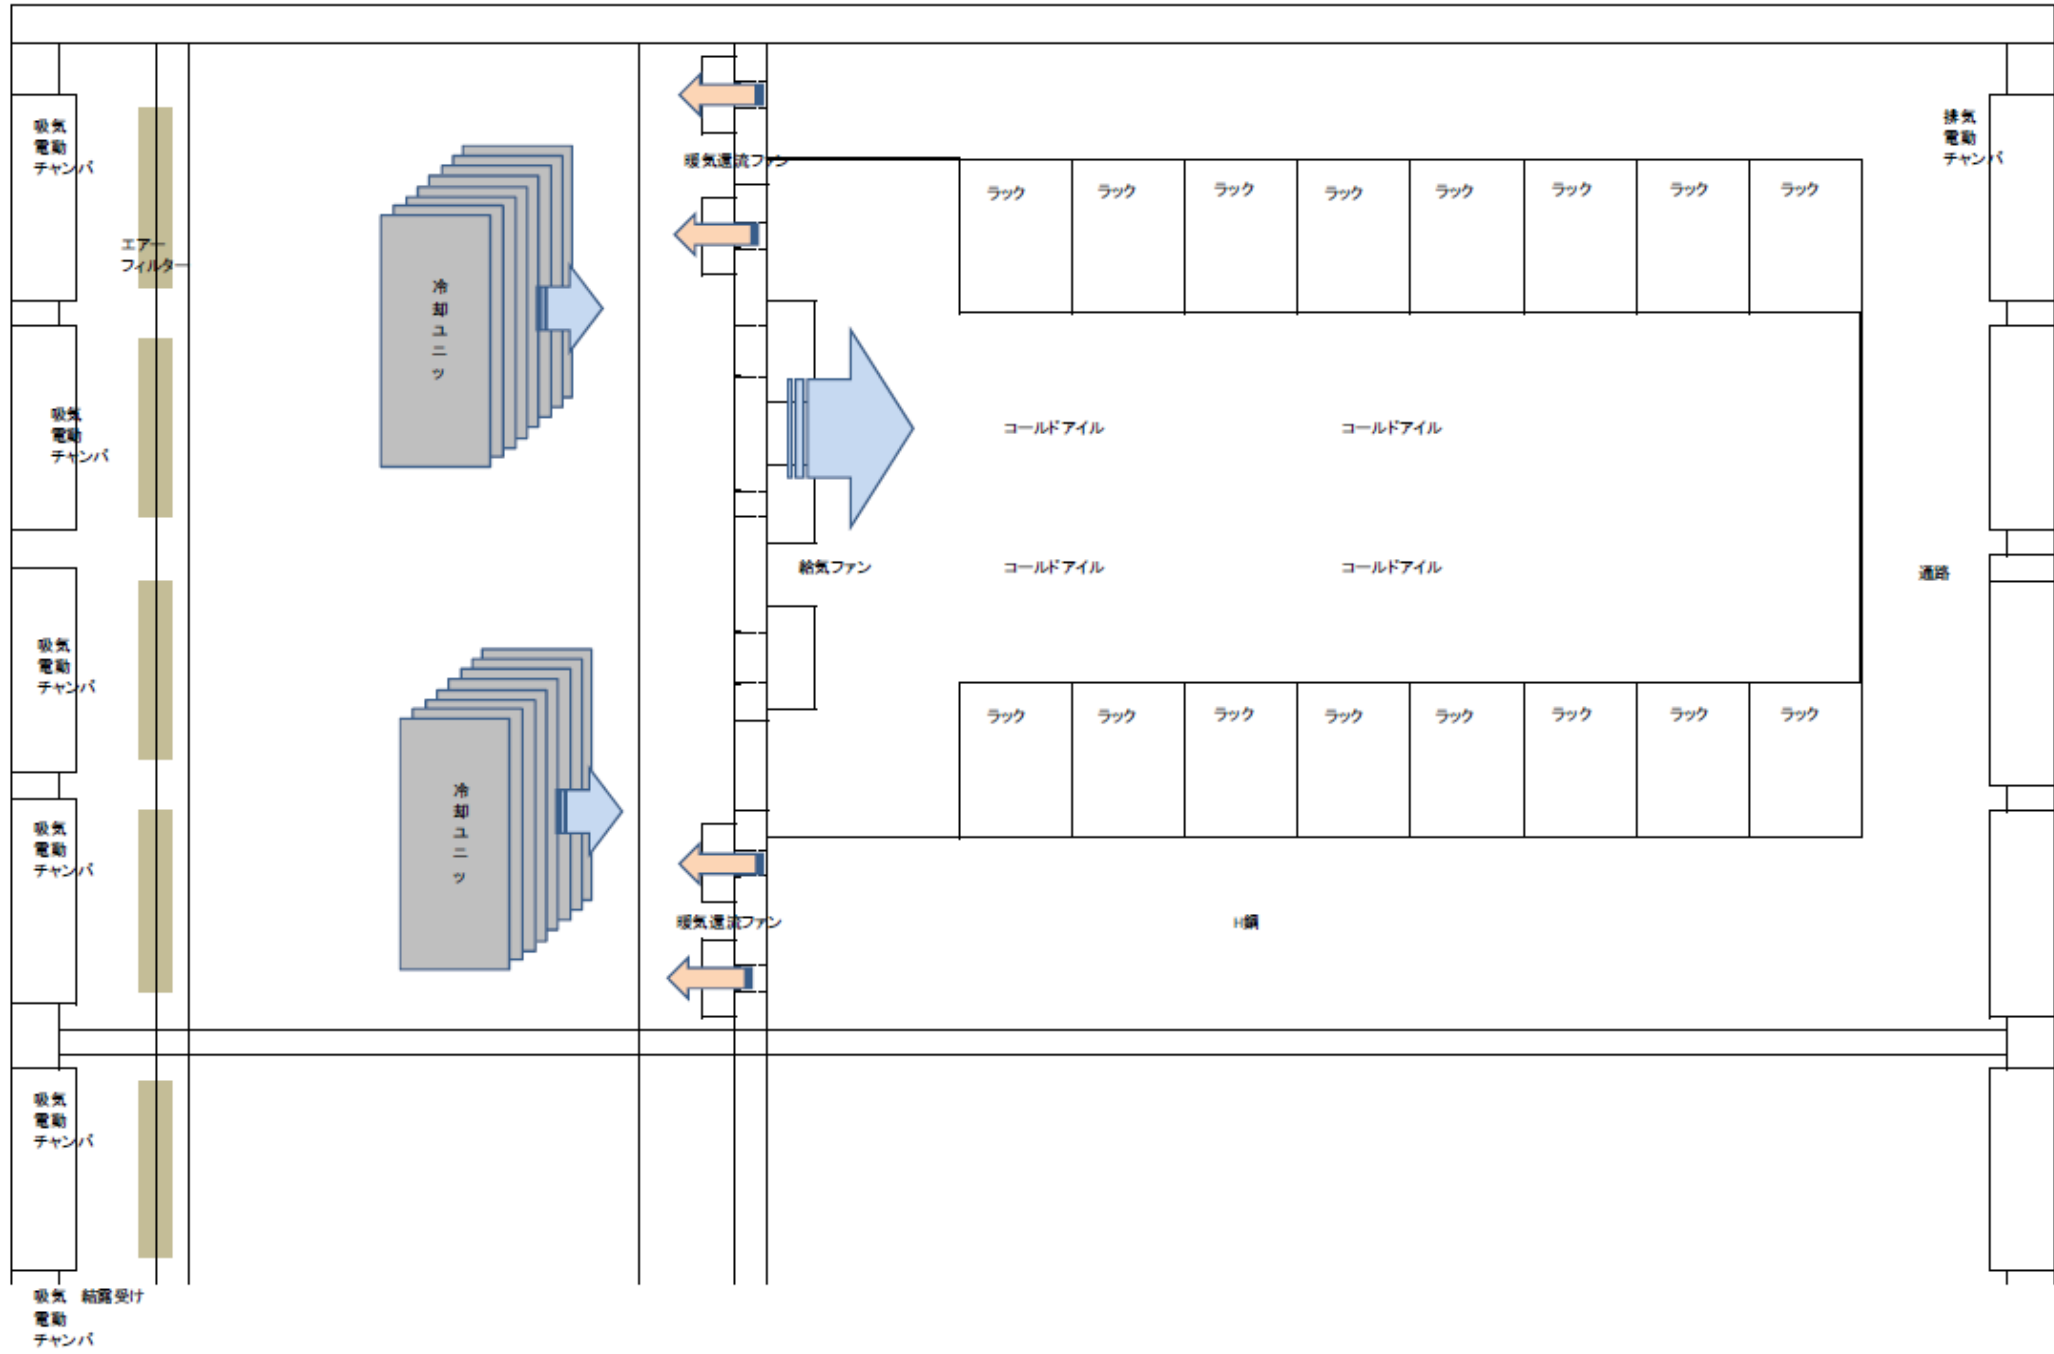 吸気
電動
チャンバ
エアー
フィルター
冷
却
ユ
ニ
ッ
暖気還流ファン
ラック
ラック
ラック
ラック
ラック
ラック
ラック
ラック
排気
電動
チャンバ
吸気
電動
チャンバ
コールドアイル
コールドアイル
給気ファン
コールドアイル
コールドアイル
通路
吸気
電動
チャンバ
ラック
ラック
ラック
ラック
ラック
ラック
ラック
ラック
冷
却
ユ
ニ
ッ
吸気
電動
チャンバ
暖気還流ファン
H鋼
吸気
電動
チャンバ
吸気 結露受け
電動
チャンバ